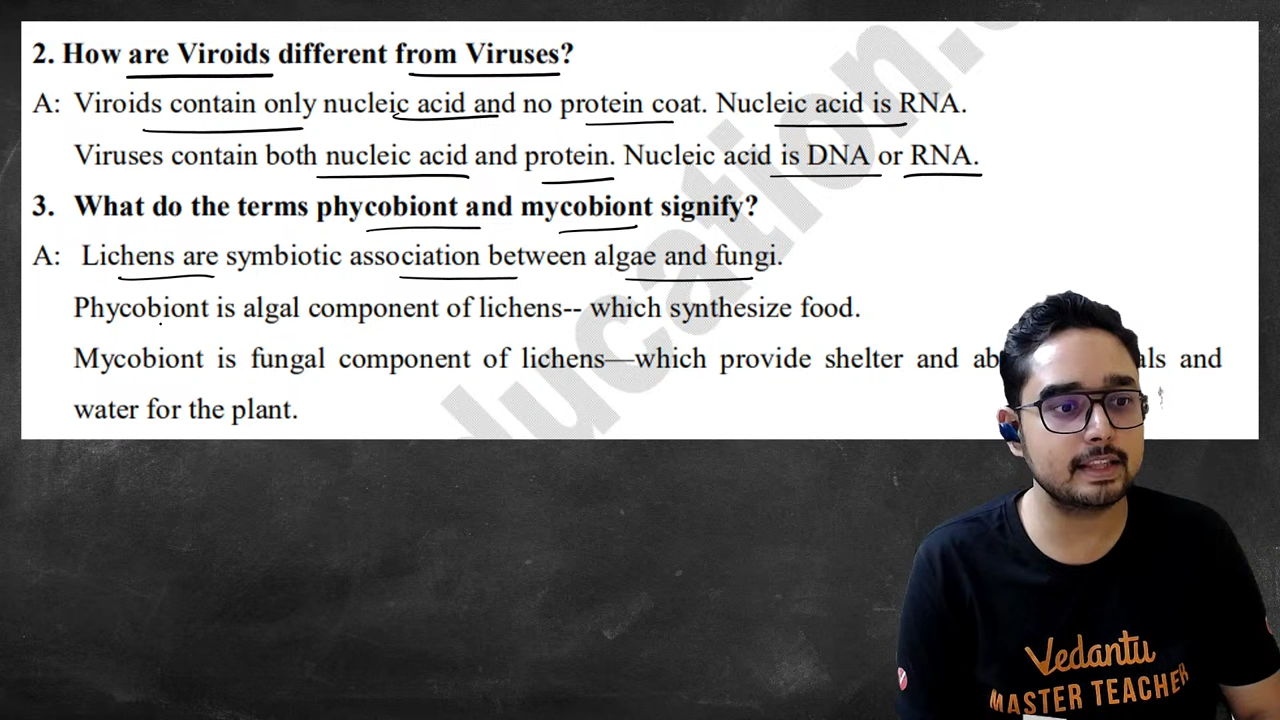 2. How are Viroids different from Viruses?
A: Viroids contain only nucleic acid and no protein coat. Nucleic acid is RNA.
Viruses contain both nucleic acid and protein. Nucleic acid is DNA or RNA.
3. What do the terms phycobiont and mycobiont signify?
A: Lichens are symbiotic association between algae and fungi.
Phycobiont is algal component of lichens-- which synthesize food.
Mycobiont is fungal component of lichens—which provide shelter and and
water for the plant.
Vedantu
MASTER TEACHER